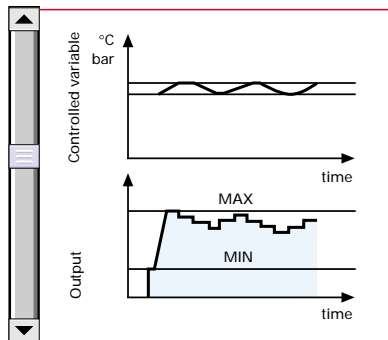 °C
bar
Controlled variable
time
MAX
MIN
Output
time